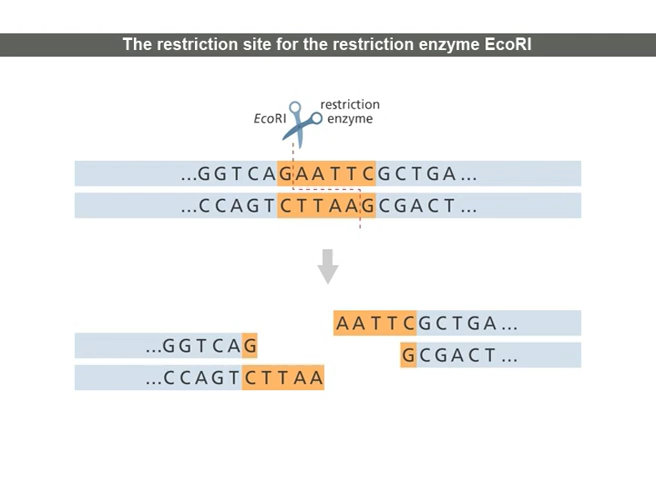 The restriction site for the restriction enzyme EcoRI
EcoRI
restriction
enzyme
...GGTCAGAATTCGCTGA...
...CCAGTCTTAAGCGACT...
AATTCGCTGA...
...GGTCAG
GCGACT...
...CCAGTCTTAA